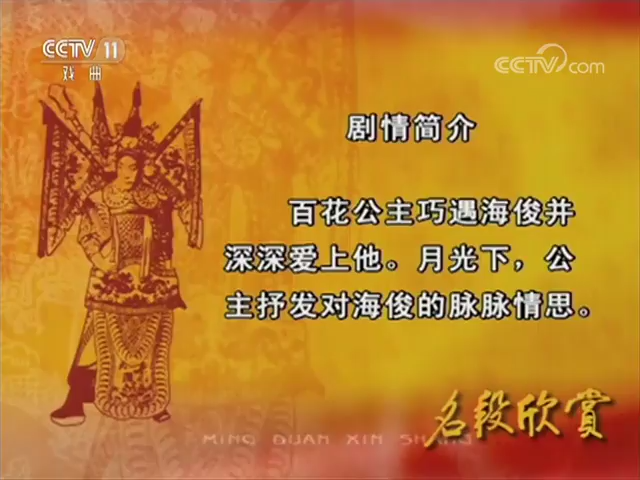 CCTV 11
戏曲
CCTV.com
剧情简介
百花公主巧遇海俊并
深深爱上他。月光下，公
主抒发对海俊的脉脉情思。
名段欣赏
MING DUAN XIN SHANG